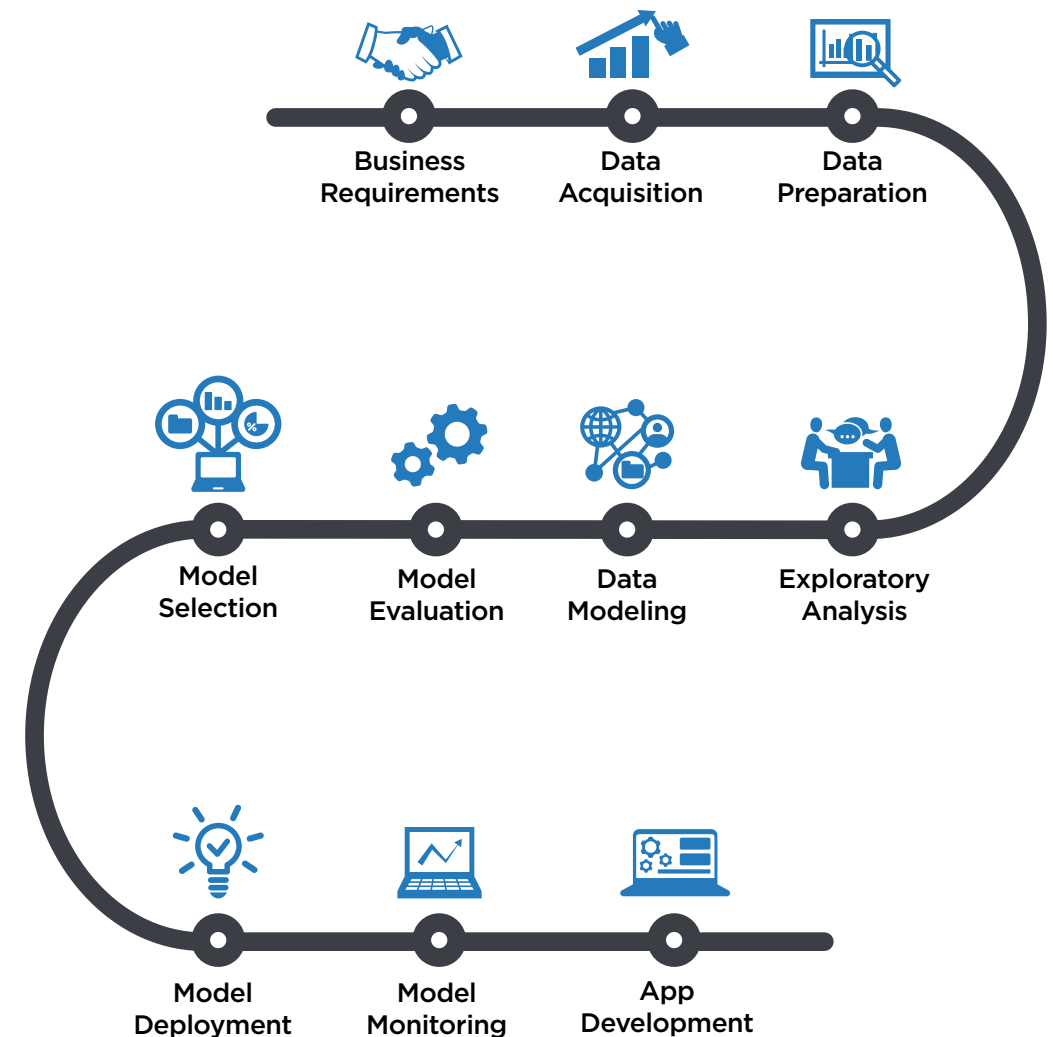 Business
Requirements
Data
Acquisition
Data
Preparation
%
Model
Selection
Model
Evaluation
Data
Modeling
Exploratory
Analysis
Model
Deployment
Model
Monitoring
App
Development